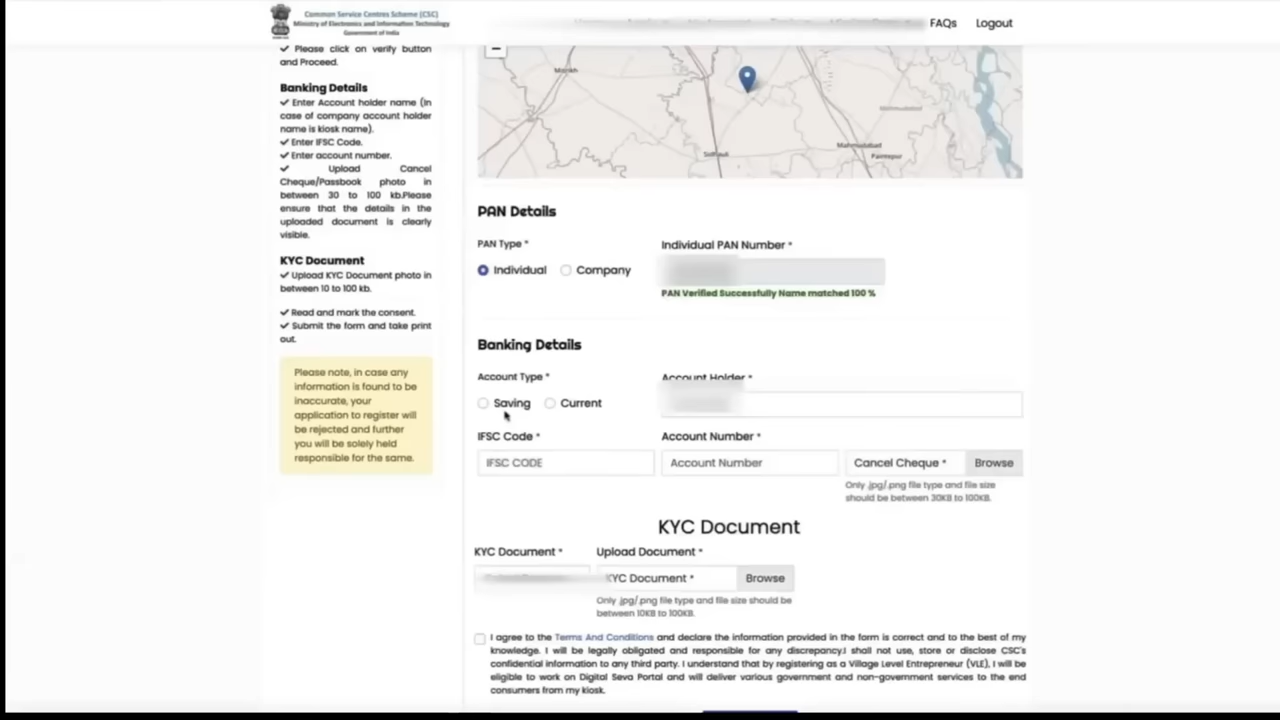 Common Service Centres Scheme (CSC)
Ministry of Electronics and Information Technology
Government of India
FAQs
Logout
✓ Please click on verify button
and Proceed.
Banking Details
✓ Enter Account holder name (In
case of company account holder
name is kiosk name).
✓ Enter IFSC Code.
✓ Enter account number.
✓ Upload Cancel
Cheque/Passbook photo in
between 30 to 100 kb.Please
ensure that the details in the
uploaded document is clearly
visible.
KYC Document
✓ Upload KYC Document photo in
between 10 to 100 kb.
✓ Read and mark the consent.
✓ Submit the form and take print
out.
Please note, in case any
information is found to be
inaccurate, your
application to register will
be rejected and further
you will be solely held
responsible for the same.
−
Mahmudabad
Paintepur
PAN Details
PAN Type *
Individual PAN Number *
Individual
Company
PAN Verified Successfully Name matched 100 %
Banking Details
Account Type *
Account Holder *
Saving
Current
IFSC Code *
Account Number *
IFSC CODE
Account Number
Cancel Cheque *
Browse
Only .jpg/.png file type and file size
should be between 30KB to 100KB.
KYC Document
KYC Document *
Upload Document *
KYC Document *
Browse
Only .jpg/.png file type and file size should be
between 10KB to 100KB.
I agree to the Terms And Conditions and declare the information provided in the form is correct and to the best of my
knowledge. I will be legally obligated and responsible for any discrepancy.I shall not use, store or disclose CSC's
confidential information to any third party. I understand that by registering as a Village Level Entrepreneur (VLE), I will be
eligible to work on Digital Seva Portal and will deliver various government and non-government services to the end
consumers from my kiosk.